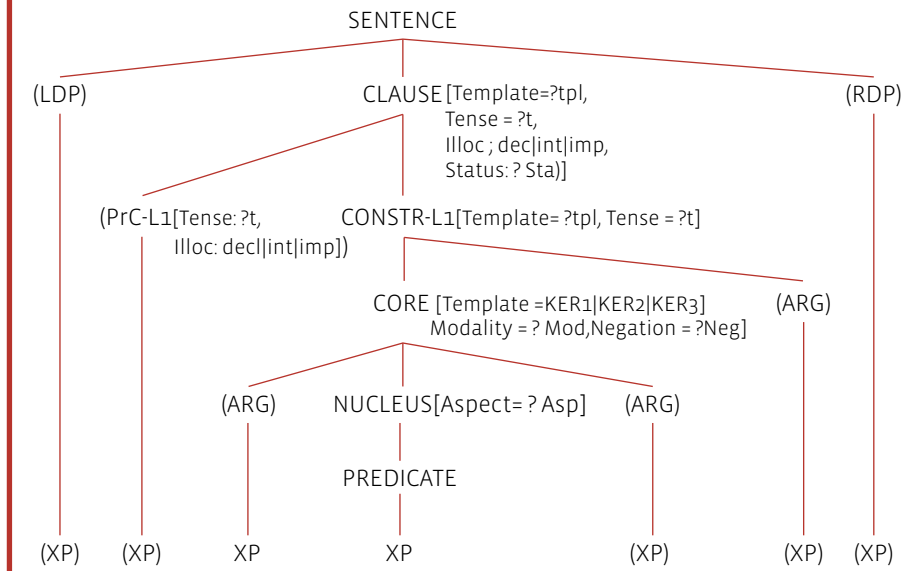 SENTENCE
(LDP) CLAUSE [Template=?tpl, (RDP)
Tense = ?t,
Illoc ; dec|int|imp,
Status: ? Sta)]
(PrC-L1[Tense: ?t, CONSTR-L1[Template= ?tpl, Tense = ?t]
Illoc: decl|int|imp])
CORE [Template =KER1|KER2|KER3] (ARG)
Modality = ? Mod,Negation = ?Neg]
(ARG) NUCLEUS[Aspect= ? Asp] (ARG)
PREDICATE
(XP) (XP) XP XP (XP) (XP) (XP)